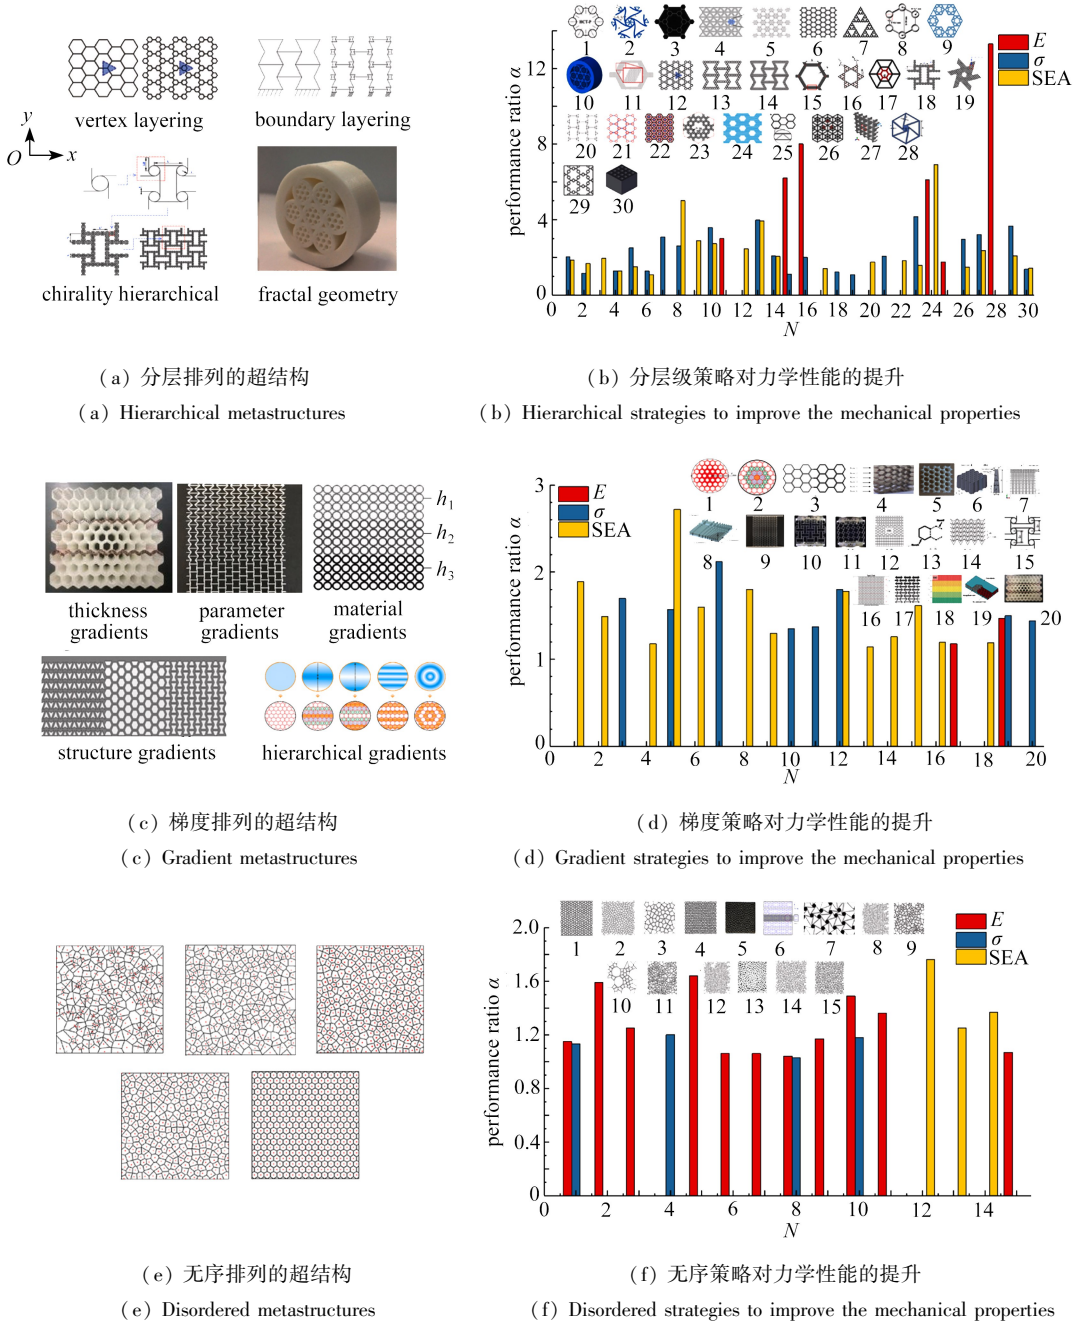 vertex layering
boundary layering
y
O
x
chirality hierarchical
fractal geometry
performance ratio α
12
8
4
0
E
σ
SEA
1 2 3 4 5 6 7 8 9
10 11 12 13 14 15 16 17 18 19
20 21 22 23 24 25 26 27 28
29 30
0 2 4 6 8 10 12 14 16 18 20 22 24 26 28 30
N
(a) 分层排列的超结构
(a) Hierarchical metastructures
(b) 分层级策略对力学性能的提升
(b) Hierarchical strategies to improve the mechanical properties
h1
h2
h3
thickness
gradients
parameter
gradients
material
gradients
structure gradients
hierarchical gradients
performance ratio α
3
2
1
0
E
σ
SEA
1 2 3 4 5 6 7
8 9 10 11 12 13 14 15
16 17 18 19 20
0 2 4 6 8 10 12 14 16 18 20
N
(c) 梯度排列的超结构
(c) Gradient metastructures
(d) 梯度策略对力学性能的提升
(d) Gradient strategies to improve the mechanical properties
performance ratio α
2.0
1.6
1.2
0.8
0.4
0
E
σ
SEA
1 2 3 4 5 6 7 8 9
10 11 12 13 14 15
0 2 4 6 8 10 12 14
N
(e) 无序排列的超结构
(e) Disordered metastructures
(f) 无序策略对力学性能的提升
(f) Disordered strategies to improve the mechanical properties